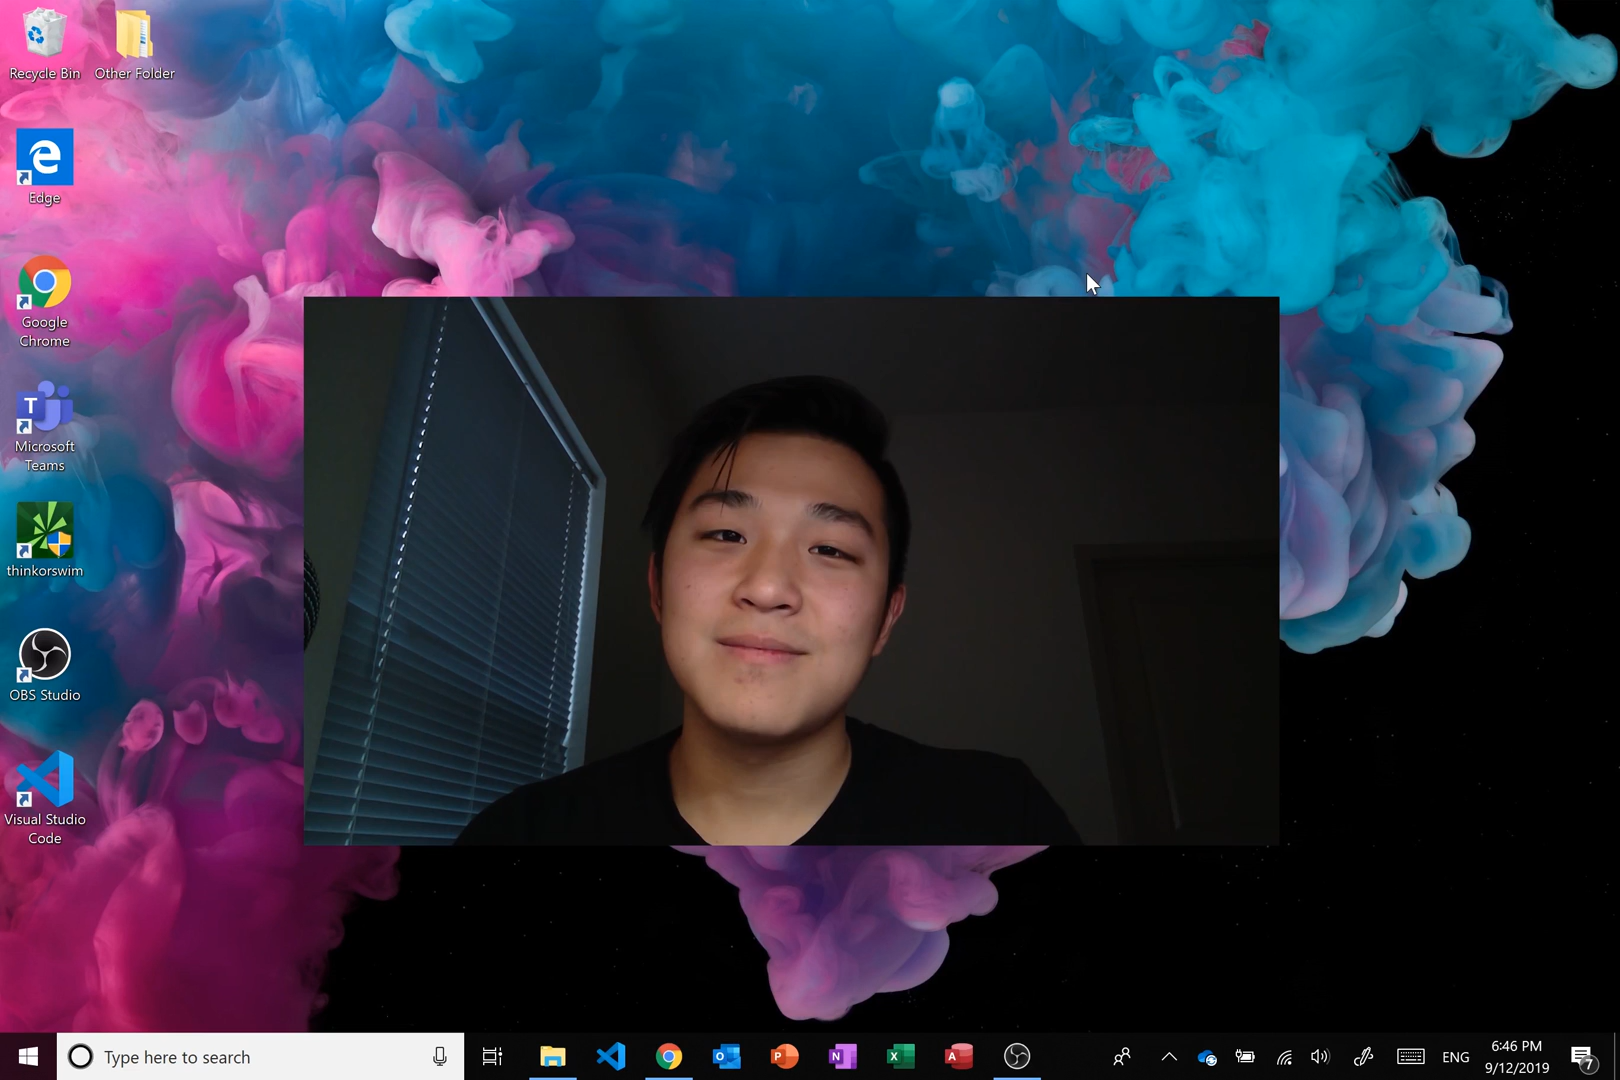 Recycle Bin
Other Folder
Edge
Google
Chrome
Microsoft
Teams
thinkorswim
OBS Studio
Visual Studio
Code
Type here to search
ENG
6:46 PM
9/12/2019
7